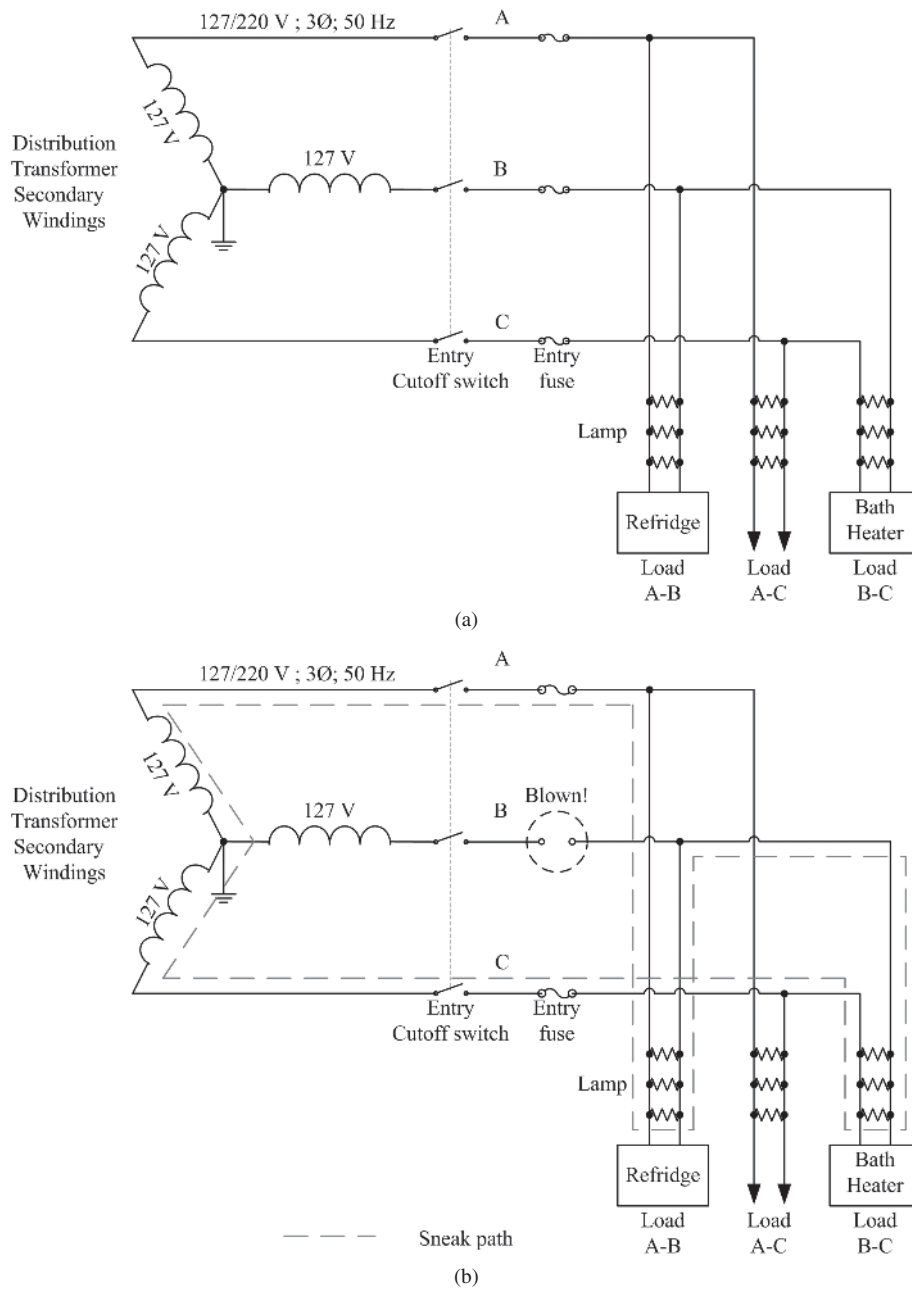 A
127/220 V ; 3Ø; 50 Hz
127 V
Distribution
Transformer
Secondary
Windings
127 V
B
127 V
C
Entry
Cutoff switch
Entry
fuse
Lamp
Refridge
Bath
Heater
Load
A-B
Load
A-C
Load
B-C
(a)
A
127/220 V ; 3Ø; 50 Hz
127 V
Distribution
Transformer
Secondary
Windings
127 V
B
Blown!
127 V
C
Entry
Cutoff switch
Entry
fuse
Lamp
Refridge
Bath
Heater
Load
A-B
Load
A-C
Load
B-C
Sneak path
(b)